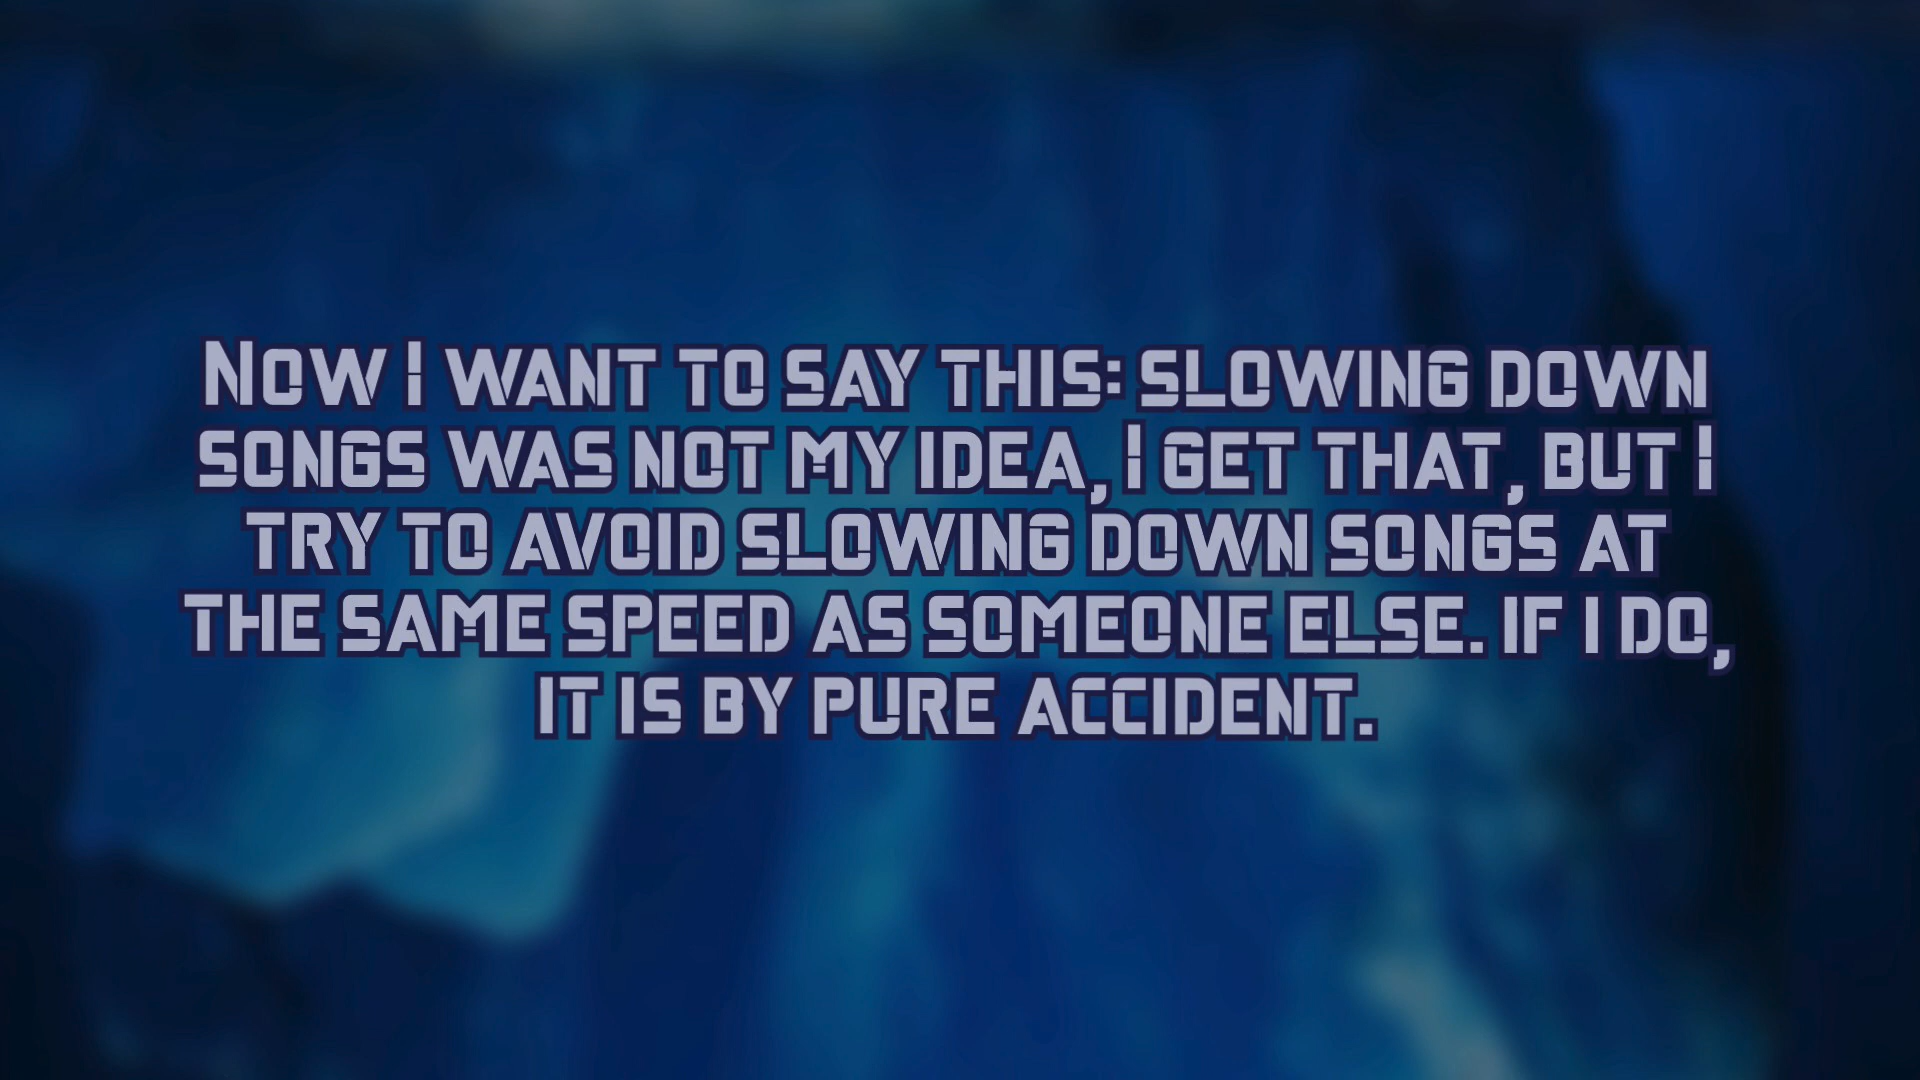 Now I want to say this: slowing down
songs was not my idea, I get that, but I
try to avoid slowing down songs at
the same speed as someone else. if i do,
it is by pure accident.